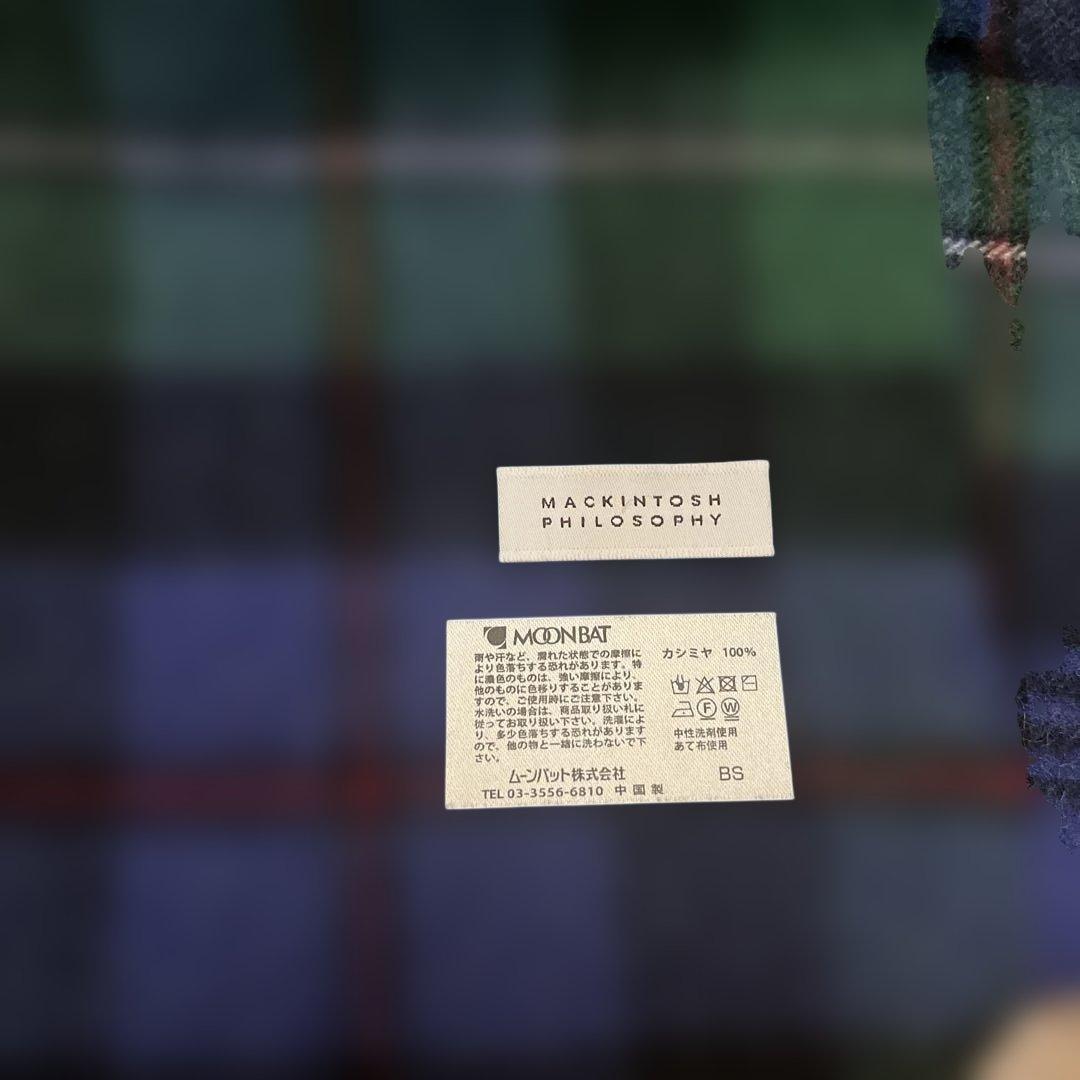 MACKINTOSH
PHILOSOPHY
MOONBAT
雨や汗など、濡れた状態での摩擦に
より色落ちする恐れがあります。特
に濃色のものは、強い摩擦により、
他のものに色移りすることがありま
すので、ご使用時にご注意下さい。
水洗いの場合は、商品取り扱い札に
従ってお取り扱い下さい。洗濯によ
り、多少色落ちする恐れがあります
ので、他の物と一緒に洗わないで下
さい。
カシミヤ 100%
F W
中性洗剤使用
あて布使用
ムーンバット株式会社
BS
TEL 03-3556-6810 中国製